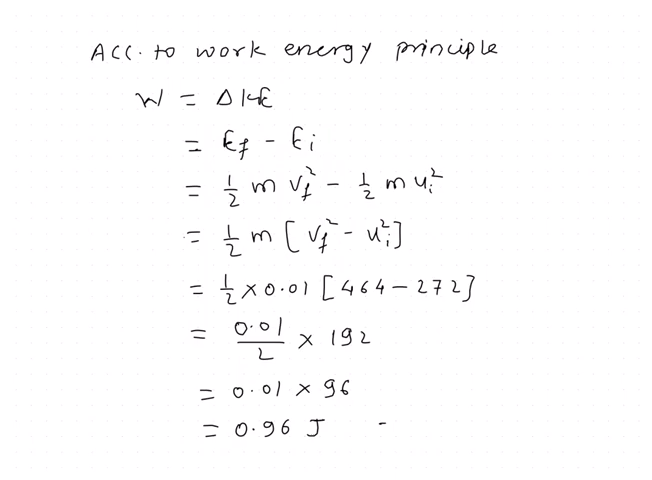 Acc. to work energy principle
W = ΔKE
= Ef - Ei
= 1/2 m Vf² - 1/2 m ui²
= 1/2 m [Vf² - ui²]
= 1/2 × 0.01 [464 - 272]
= 0.01/2 × 192
= 0.01 × 96
= 0.96 J -